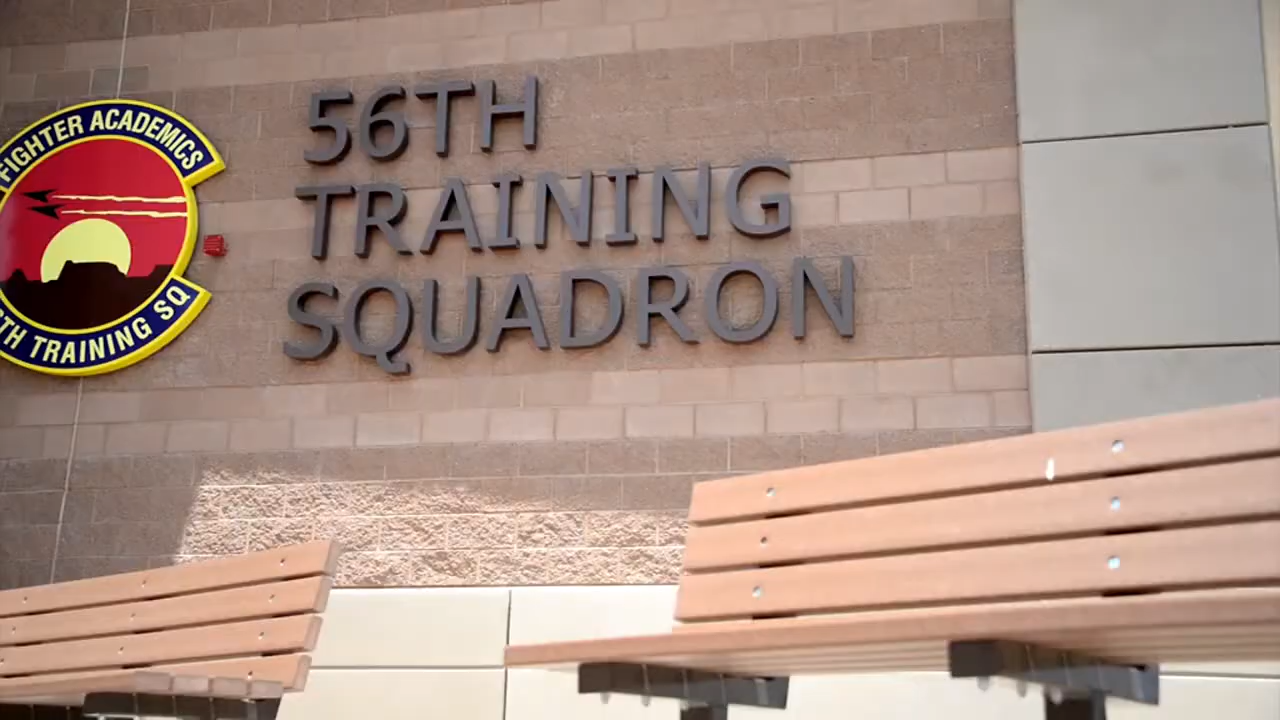 FIGHTER ACADEMICS
TH TRAINING SQ
56TH
TRAINING
SQUADRON